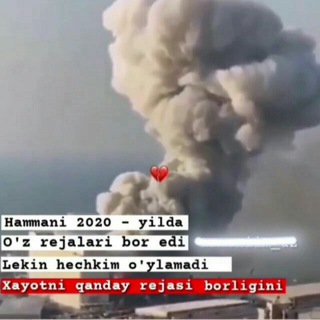 Hammani 2020 - yilda
O'z rejalari bor edi
Lekin hechkim o'ylamadi
Xayotni qanday rejasi borligini